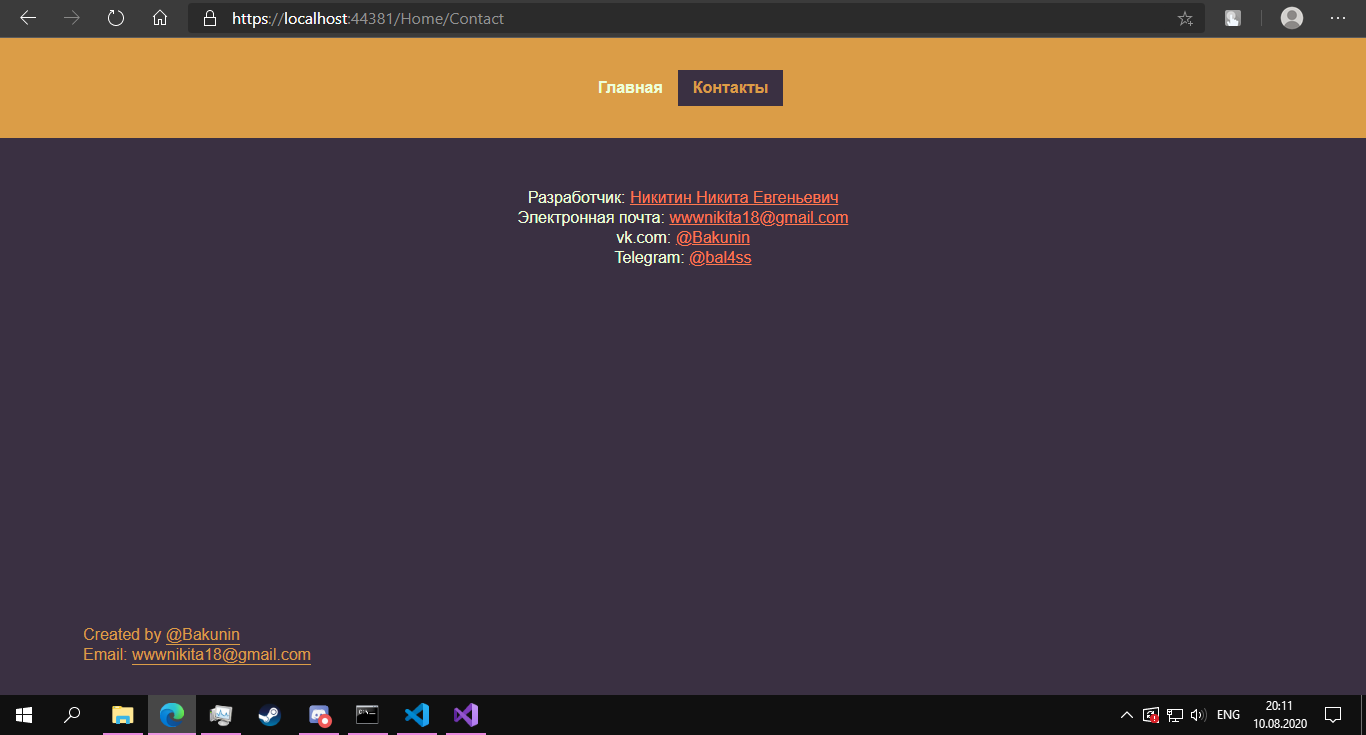 https://localhost:44381/Home/Contact
Главная Контакты
Разработчик: Никитин Никита Евгеньевич
Электронная почта: wwwnikita18@gmail.com
vk.com: @Bakunin
Telegram: @bal4ss
Created by @Bakunin
Email: wwwnikita18@gmail.com
ENG
20:11
10.08.2020